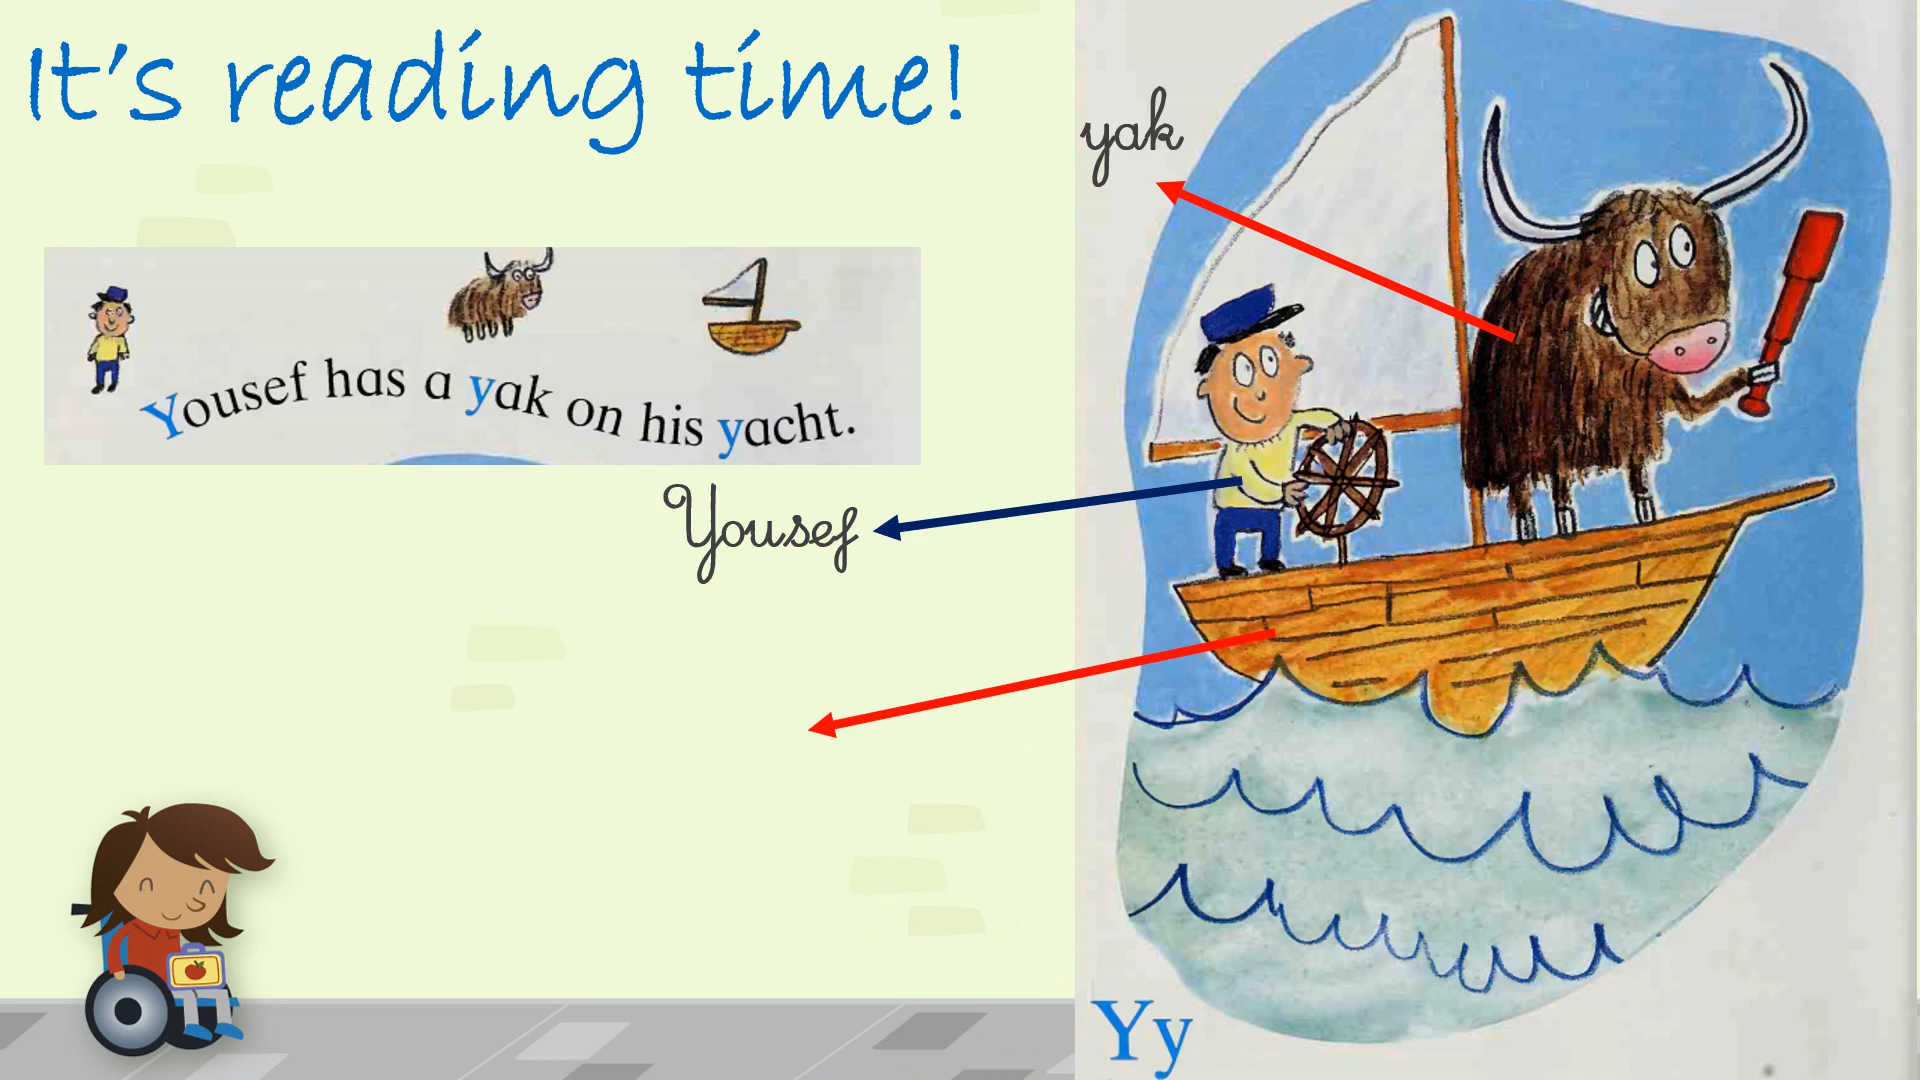 It's reading time!
yak
Yousef has a yak on his yacht.
Yousef
Yy